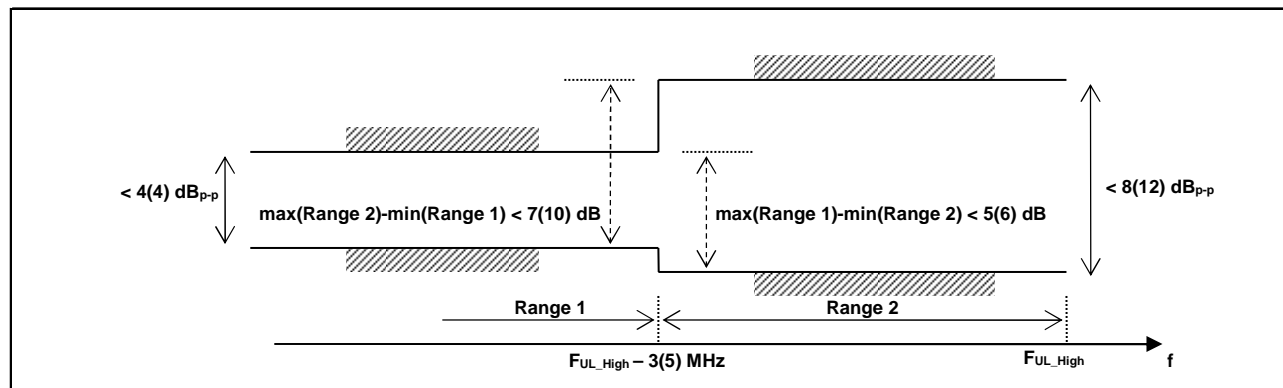 < 4(4) dBp-p
max(Range 2)-min(Range 1) < 7(10) dB
max(Range 1)-min(Range 2) < 5(6) dB
< 8(12) dBp-p
Range 1
Range 2
FUL_High – 3(5) MHz
FUL_High
f